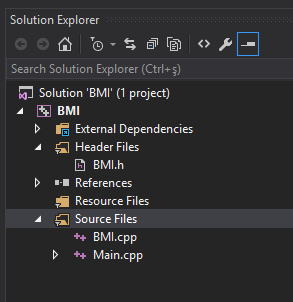 Solution Explorer
Search Solution Explorer (Ctrl+ş)
Solution 'BMI' (1 project)
BMI
External Dependencies
Header Files
BMI.h
References
Resource Files
Source Files
BMI.cpp
Main.cpp